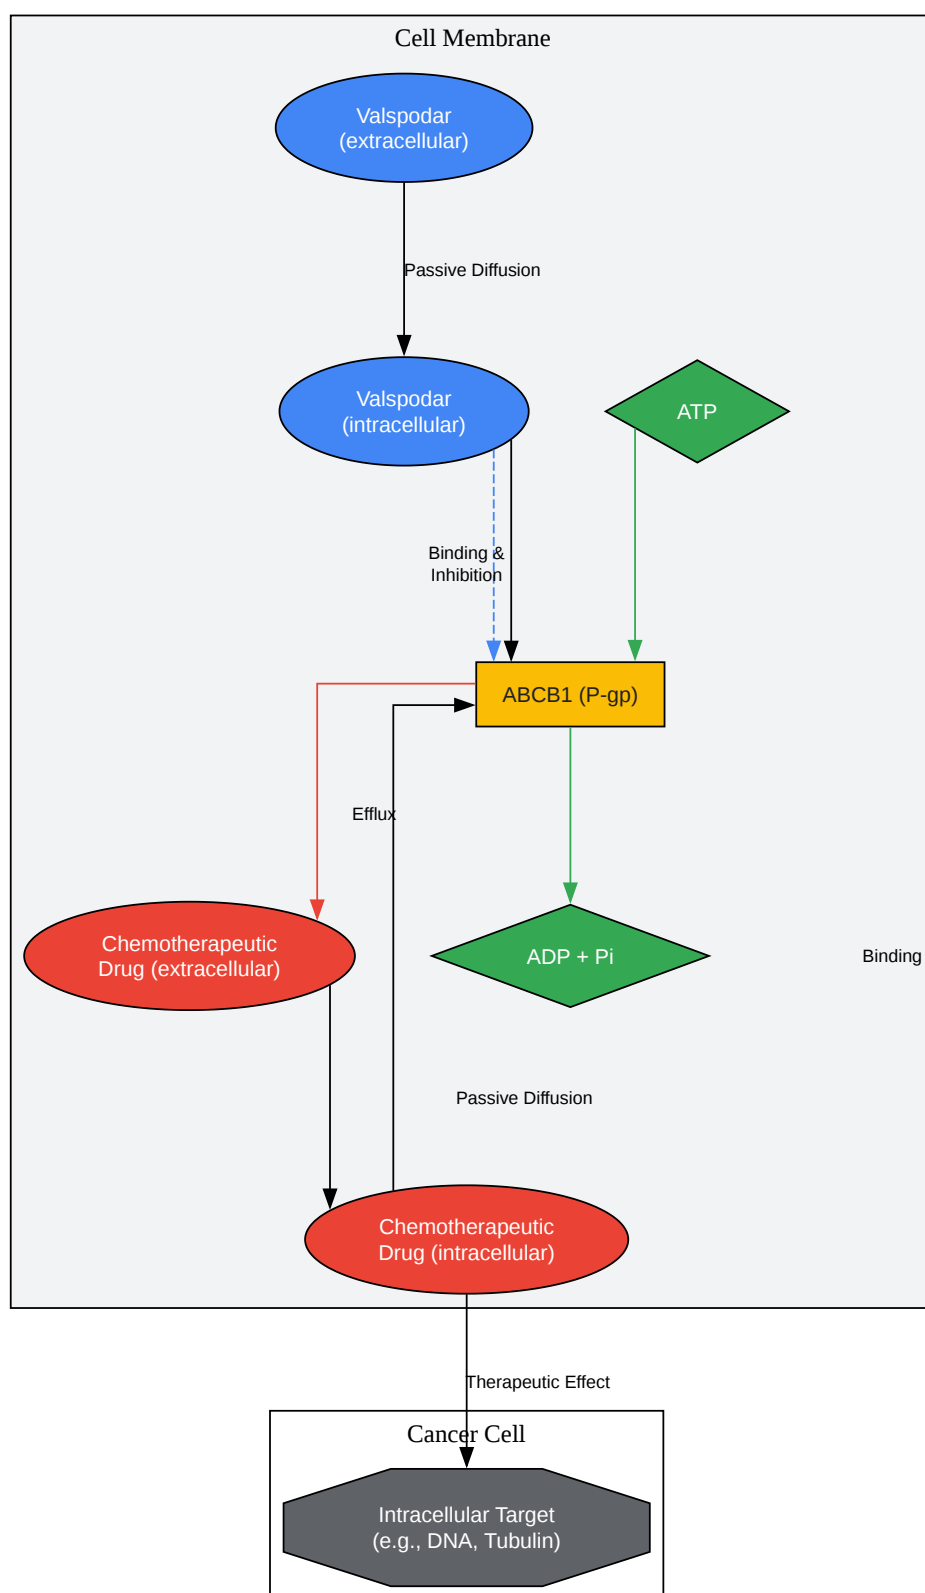 Cell Membrane
Valspodar
(extracellular)
Passive Diffusion
Valspodar
(intracellular)
ATP
Binding &
Inhibition
ABCB1 (P-gp)
Efflux
Chemotherapeutic
Drug (extracellular)
ADP + Pi
Binding
Passive Diffusion
Chemotherapeutic
Drug (intracellular)
Therapeutic Effect
Cancer Cell
Intracellular Target
(e.g., DNA, Tubulin)